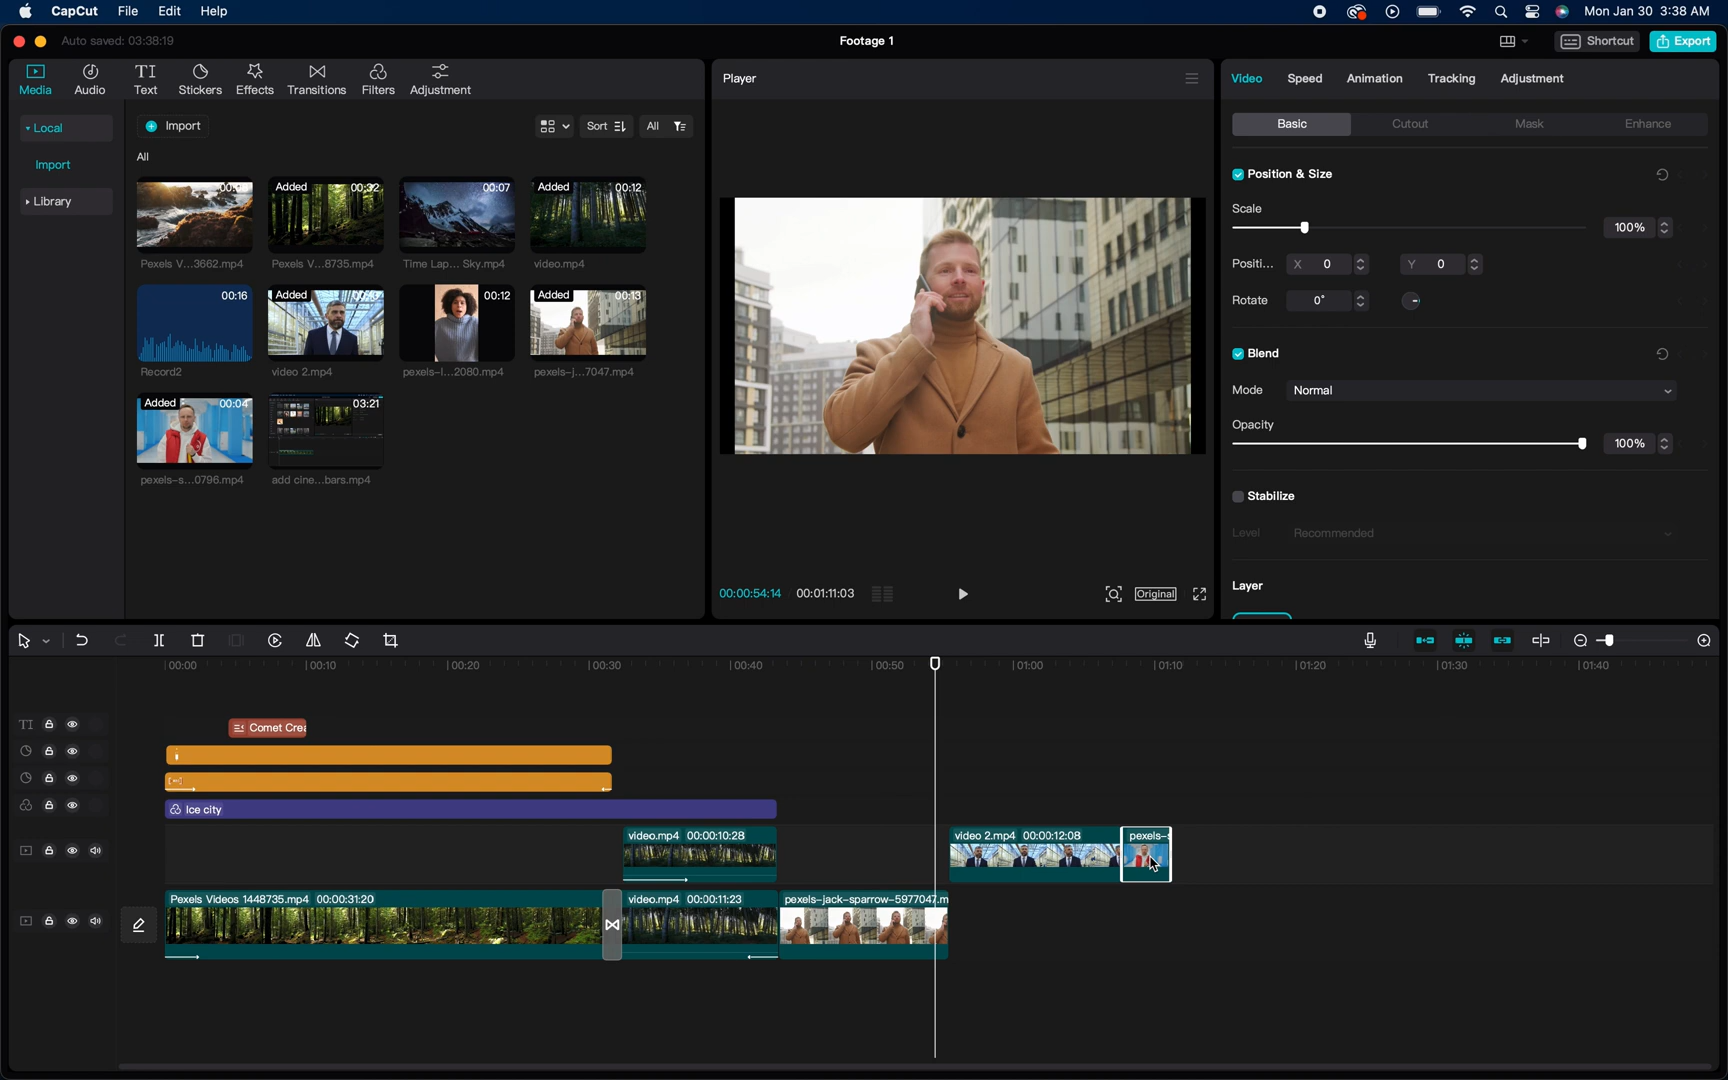 CapCut File Edit Help Mon Jan 30 3:38 AM
Auto saved: 03:38:19 Footage 1 Shortcut Export
Media Audio Text Stickers Effects Transitions Filters Adjustment
Local
Import
Library
Import Sort All
All
Added 00:32 00:07 Added 00:12
Pexels V...3662.mp4 Pexels V...8735.mp4 Time Lap... Sky.mp4 video.mp4
00:16 Added 00:12 Added 00:13
Record2 video 2.mp4 pexels-l...2080.mp4 pexels-j...7047.mp4
Added 00:04 03:21
pexels-s...0796.mp4 add cine...bars.mp4
Player
00:00:54:14 00:01:11:03 Original
Video Speed Animation Tracking Adjustment
Basic Cutout Mask Enhance
Position & Size
Scale
100%
Positi... X 0 Y 0
Rotate 0°
Blend
Mode Normal
Opacity
100%
Stabilize
Level Recommended
Layer
00:00 00:10 00:20 00:30 00:40 00:50 01:00 01:10 01:20 01:30 01:40
TI Comet Crea
Ice city
video.mp4 00:00:10:28 video 2.mp4 00:00:12:08 pexels-s
Pexels Videos 1448735.mp4 00:00:31:20 video.mp4 00:00:11:23 pexels-jack-sparrow-5977047.m